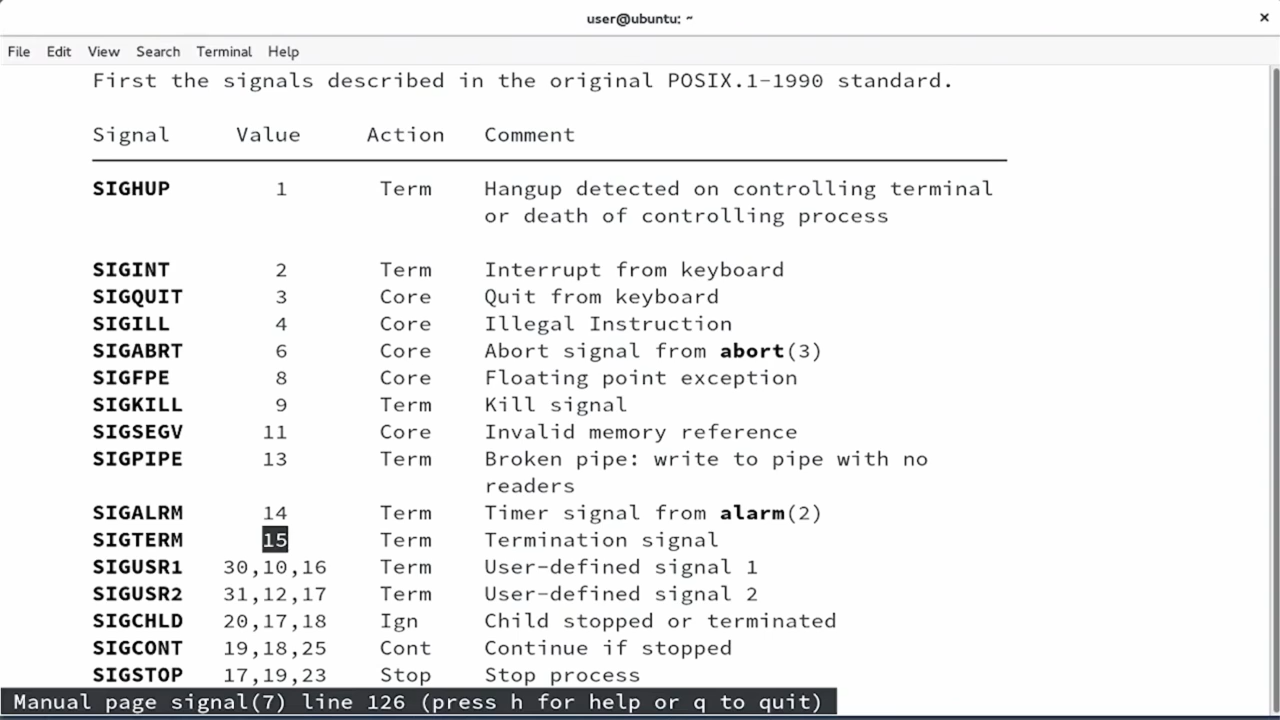 user@ubuntu: ~ ×
File Edit View Search Terminal Help
First the signals described in the original POSIX.1-1990 standard.
Signal Value Action Comment
SIGHUP 1 Term Hangup detected on controlling terminal
or death of controlling process
SIGINT 2 Term Interrupt from keyboard
SIGQUIT 3 Core Quit from keyboard
SIGILL 4 Core Illegal Instruction
SIGABRT 6 Core Abort signal from abort(3)
SIGFPE 8 Core Floating point exception
SIGKILL 9 Term Kill signal
SIGSEGV 11 Core Invalid memory reference
SIGPIPE 13 Term Broken pipe: write to pipe with no
readers
SIGALRM 14 Term Timer signal from alarm(2)
SIGTERM 15 Term Termination signal
SIGUSR1 30,10,16 Term User-defined signal 1
SIGUSR2 31,12,17 Term User-defined signal 2
SIGCHLD 20,17,18 Ign Child stopped or terminated
SIGCONT 19,18,25 Cont Continue if stopped
SIGSTOP 17,19,23 Stop Stop process
Manual page signal(7) line 126 (press h for help or q to quit)